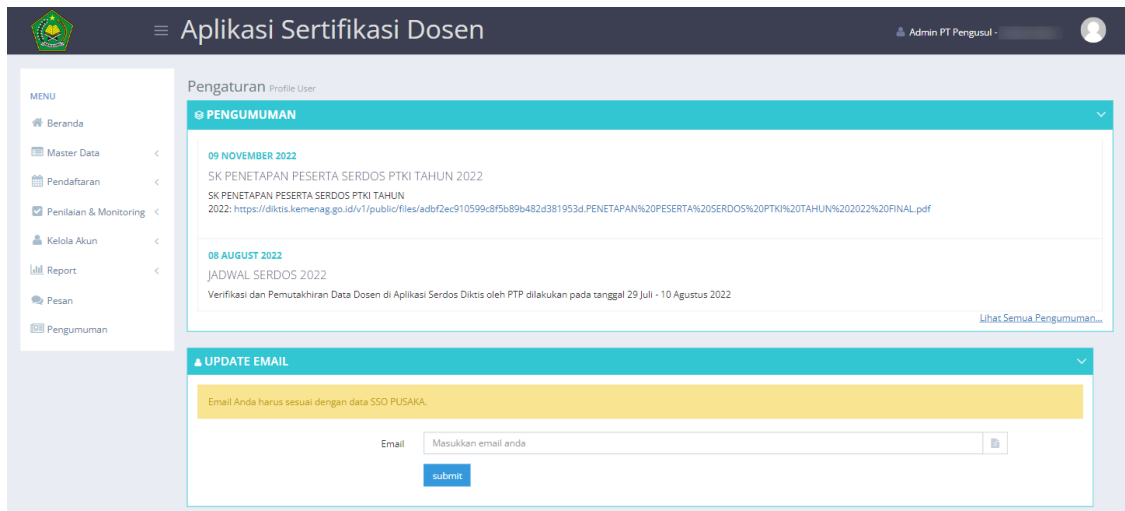 Aplikasi Sertifikasi Dosen
Admin PT Pengusul -
MENU
Beranda
Master Data
Pendaftaran
Penilaian & Monitoring
Kelola Akun
Report
Pesan
Pengumuman
Pengaturan Profile User
PENGUMUMAN
09 NOVEMBER 2022
SK PENETAPAN PESERTA SERDOS PTKI TAHUN 2022
SK PENETAPAN PESERTA SERDOS PTKI TAHUN
2022: https://diktis.kemenag.go.id/v1/public/files/adbf2ec910599c8f5b89b482d381953d.PENETAPAN%20PESERTA%20SERDOS%20PTKI%20TAHUN%202022%20FINAL.pdf
08 AUGUST 2022
JADWAL SERDOS 2022
Verifikasi dan Pemutakhiran Data Dosen di Aplikasi Serdos Diktis oleh PTP dilakukan pada tanggal 29 Juli - 10 Agustus 2022
Lihat Semua Pengumuman...
UPDATE EMAIL
Email Anda harus sesuai dengan data SSO PUSAKA.
Email
Masukkan email anda
submit